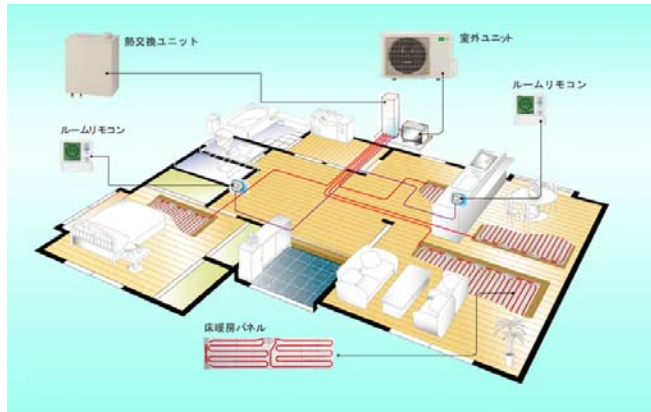 熱交換ユニット
室外ユニット
ルームリモコン
ルームリモコン
床暖房パネル